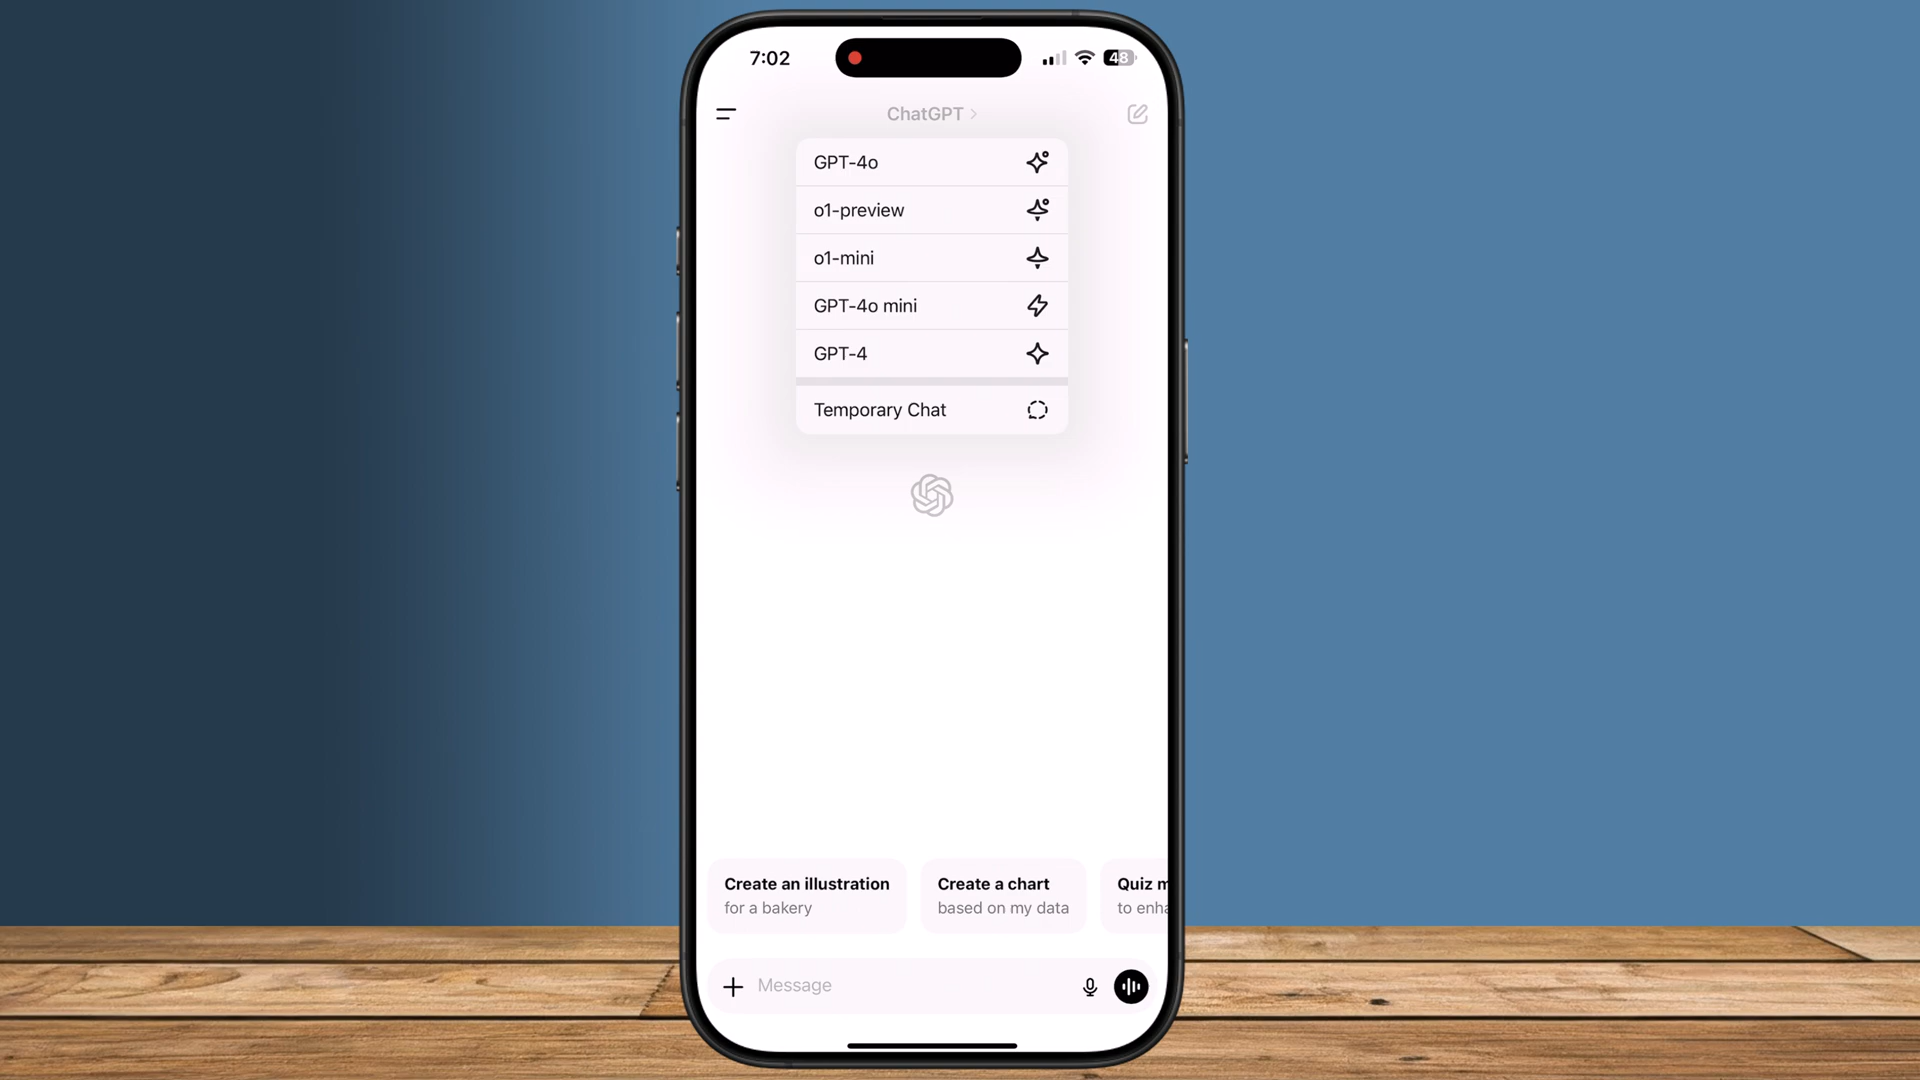 7:02
48
ChatGPT
GPT-4o
o1-preview
o1-mini
GPT-4o mini
GPT-4
Temporary Chat
Create an illustration
for a bakery
Create a chart
based on my data
Quiz m
to enha
Message